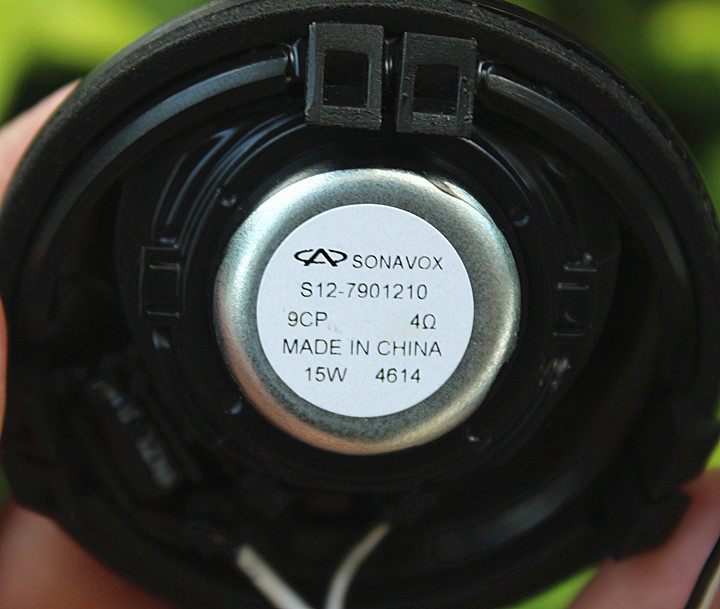 SONAVOX
S12-7901210
9CP 4Ω
MADE IN CHINA
15W 4614